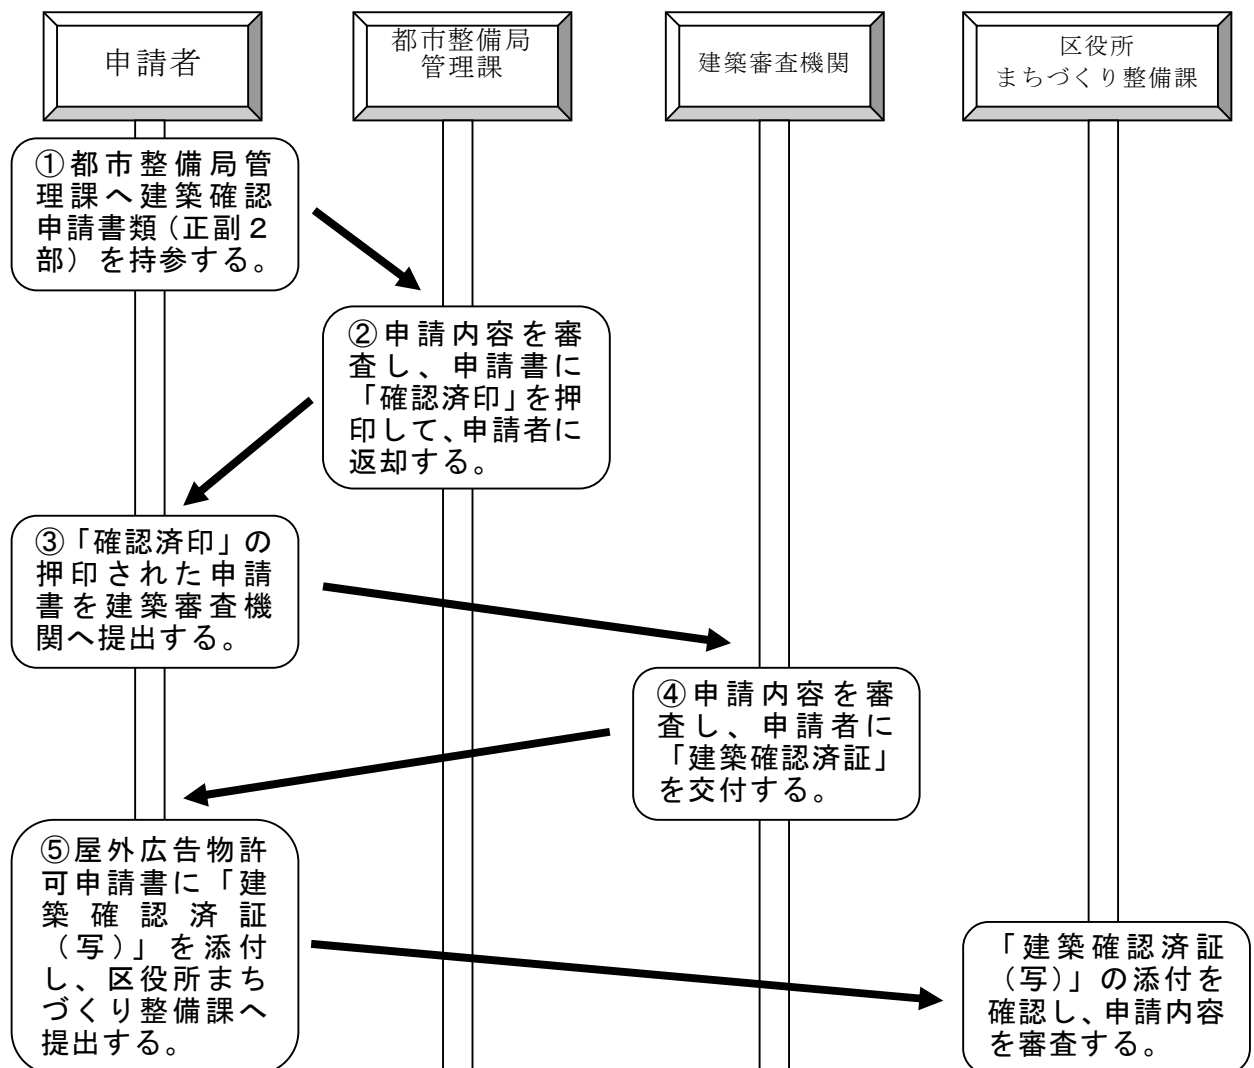 申請者
都市整備局
管理課
建築審査機関
区役所
まちづくり整備課
①都市整備局管
理課へ建築確認
申請書類（正副２
部）を持参する。
②申請内容を審
査し、申請書に
「確認済印」を押
印して、申請者に
返却する。
③「確認済印」の
押印された申請
書を建築審査機
関へ提出する。
④申請内容を審
査し、申請者に
「建築確認済証」
を交付する。
⑤屋外広告物許
可申請書に「建
築確認済証
（写）」を添付
し、区役所まち
づくり整備課へ
提出する。
「建築確認済証
（写）」の添付を
確認し、申請内容
を審査する。